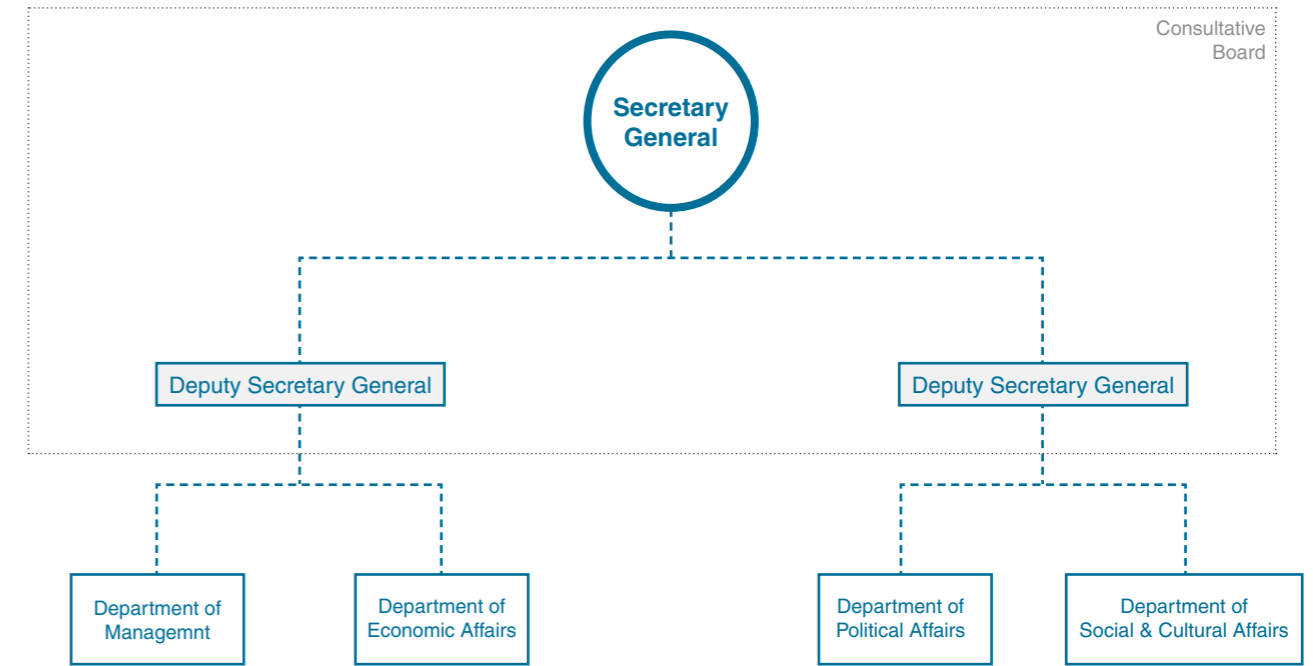 Consultative
Board
Secretary
General
Deputy Secretary General
Deputy Secretary General
Department of
Managemnt
Department of
Economic Affairs
Department of
Political Affairs
Department of
Social & Cultural Affairs